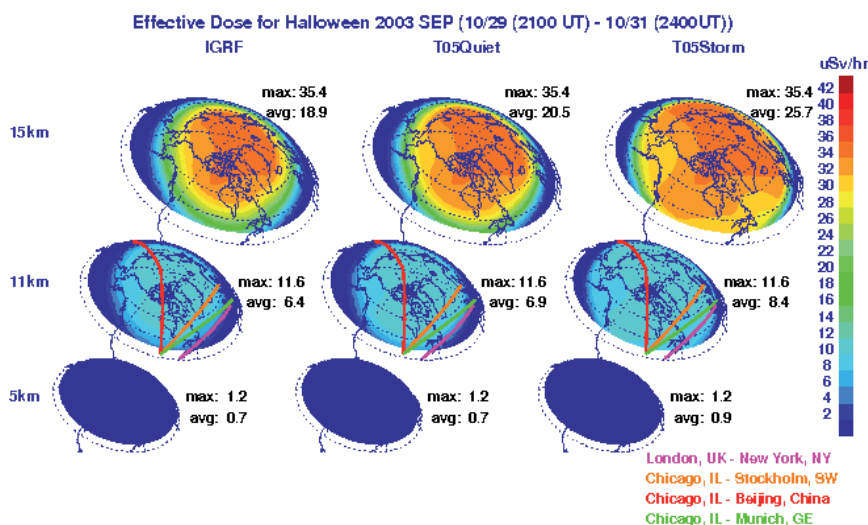 Effective Dose for Halloween 2003 SEP (10/29 (2100 UT) - 10/31 (2400UT))
IGRF T05Quiet T05Storm
uSv/hr
15km
max: 35.4
avg: 18.9
max: 35.4
avg: 20.5
max: 35.4
avg: 25.7
11km
max: 11.6
avg: 6.4
max: 11.6
avg: 6.9
max: 11.6
avg: 8.4
5km
max: 1.2
avg: 0.7
max: 1.2
avg: 0.7
max: 1.2
avg: 0.9
42
40
38
36
34
32
30
28
26
24
22
20
18
16
14
12
10
8
6
4
2
London, UK - New York, NY
Chicago, IL - Stockholm, SW
Chicago, IL - Beijing, China
Chicago, IL - Munich, GE